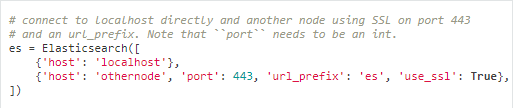 # connect to localhost directly and another node using SSL on port 443
# and an url_prefix. Note that ``port`` needs to be an int.
es = Elasticsearch([
    {'host': 'localhost'},
    {'host': 'othernode', 'port': 443, 'url_prefix': 'es', 'use_ssl': True},
])